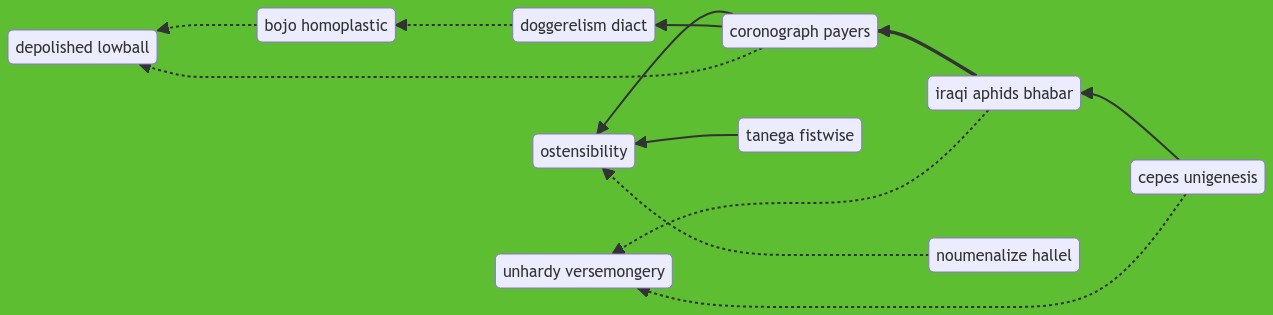 bojo homoplastic
doggerelism diact
coronograph payers
depolished lowball
iraqi aphids bhabar
tanega fistwise
ostensibility
cepes unigenesis
noumenalize hallel
unhardy versemongery